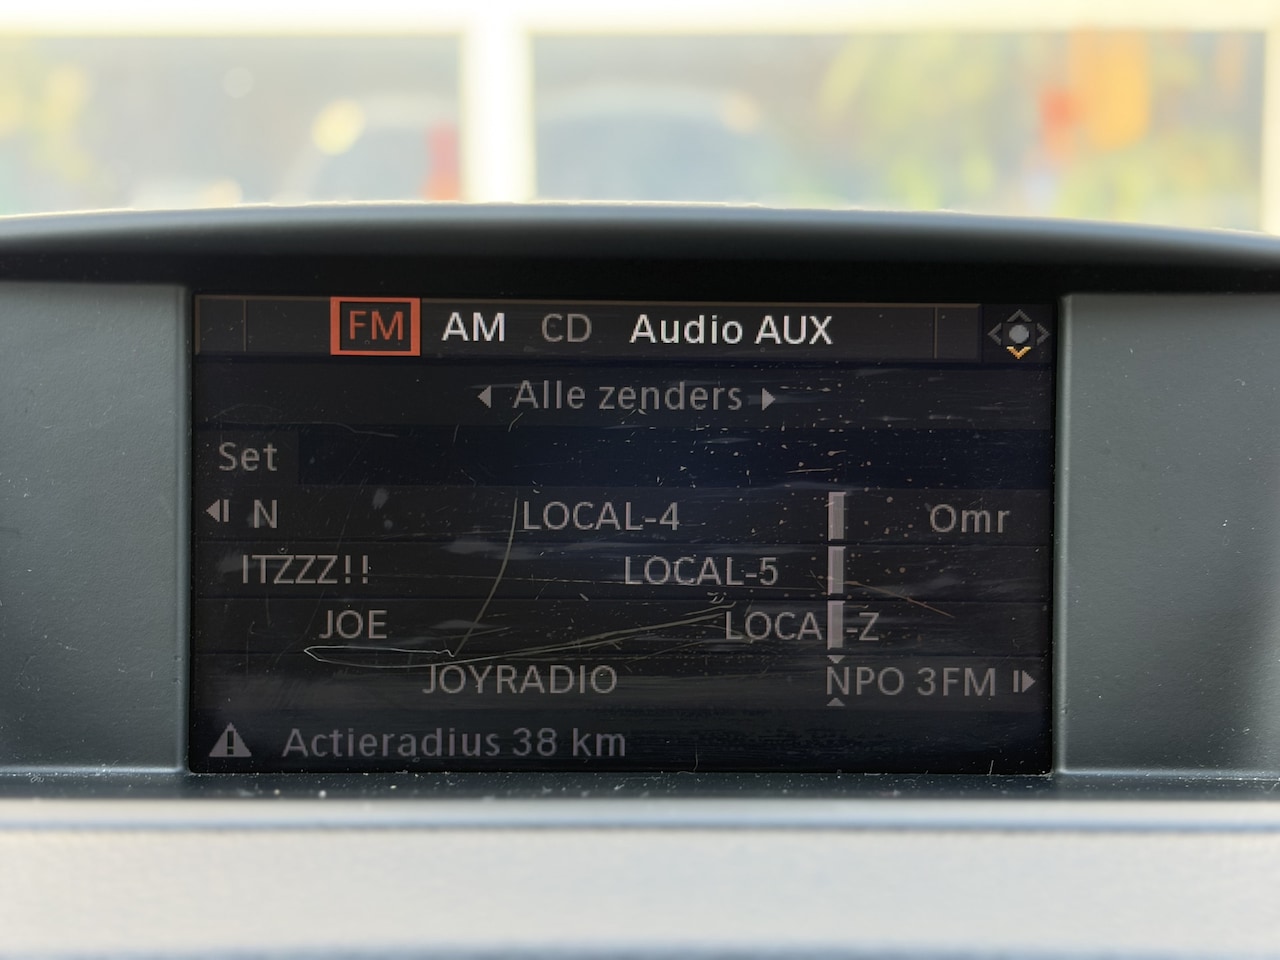 FM AM CD Audio AUX
Alle zenders
Set
N LOCAL-4 Omr
ITZZZ!! LOCAL-5
JOE LOCA -Z
JOYRADIO NPO 3FM
Actieradius 38 km